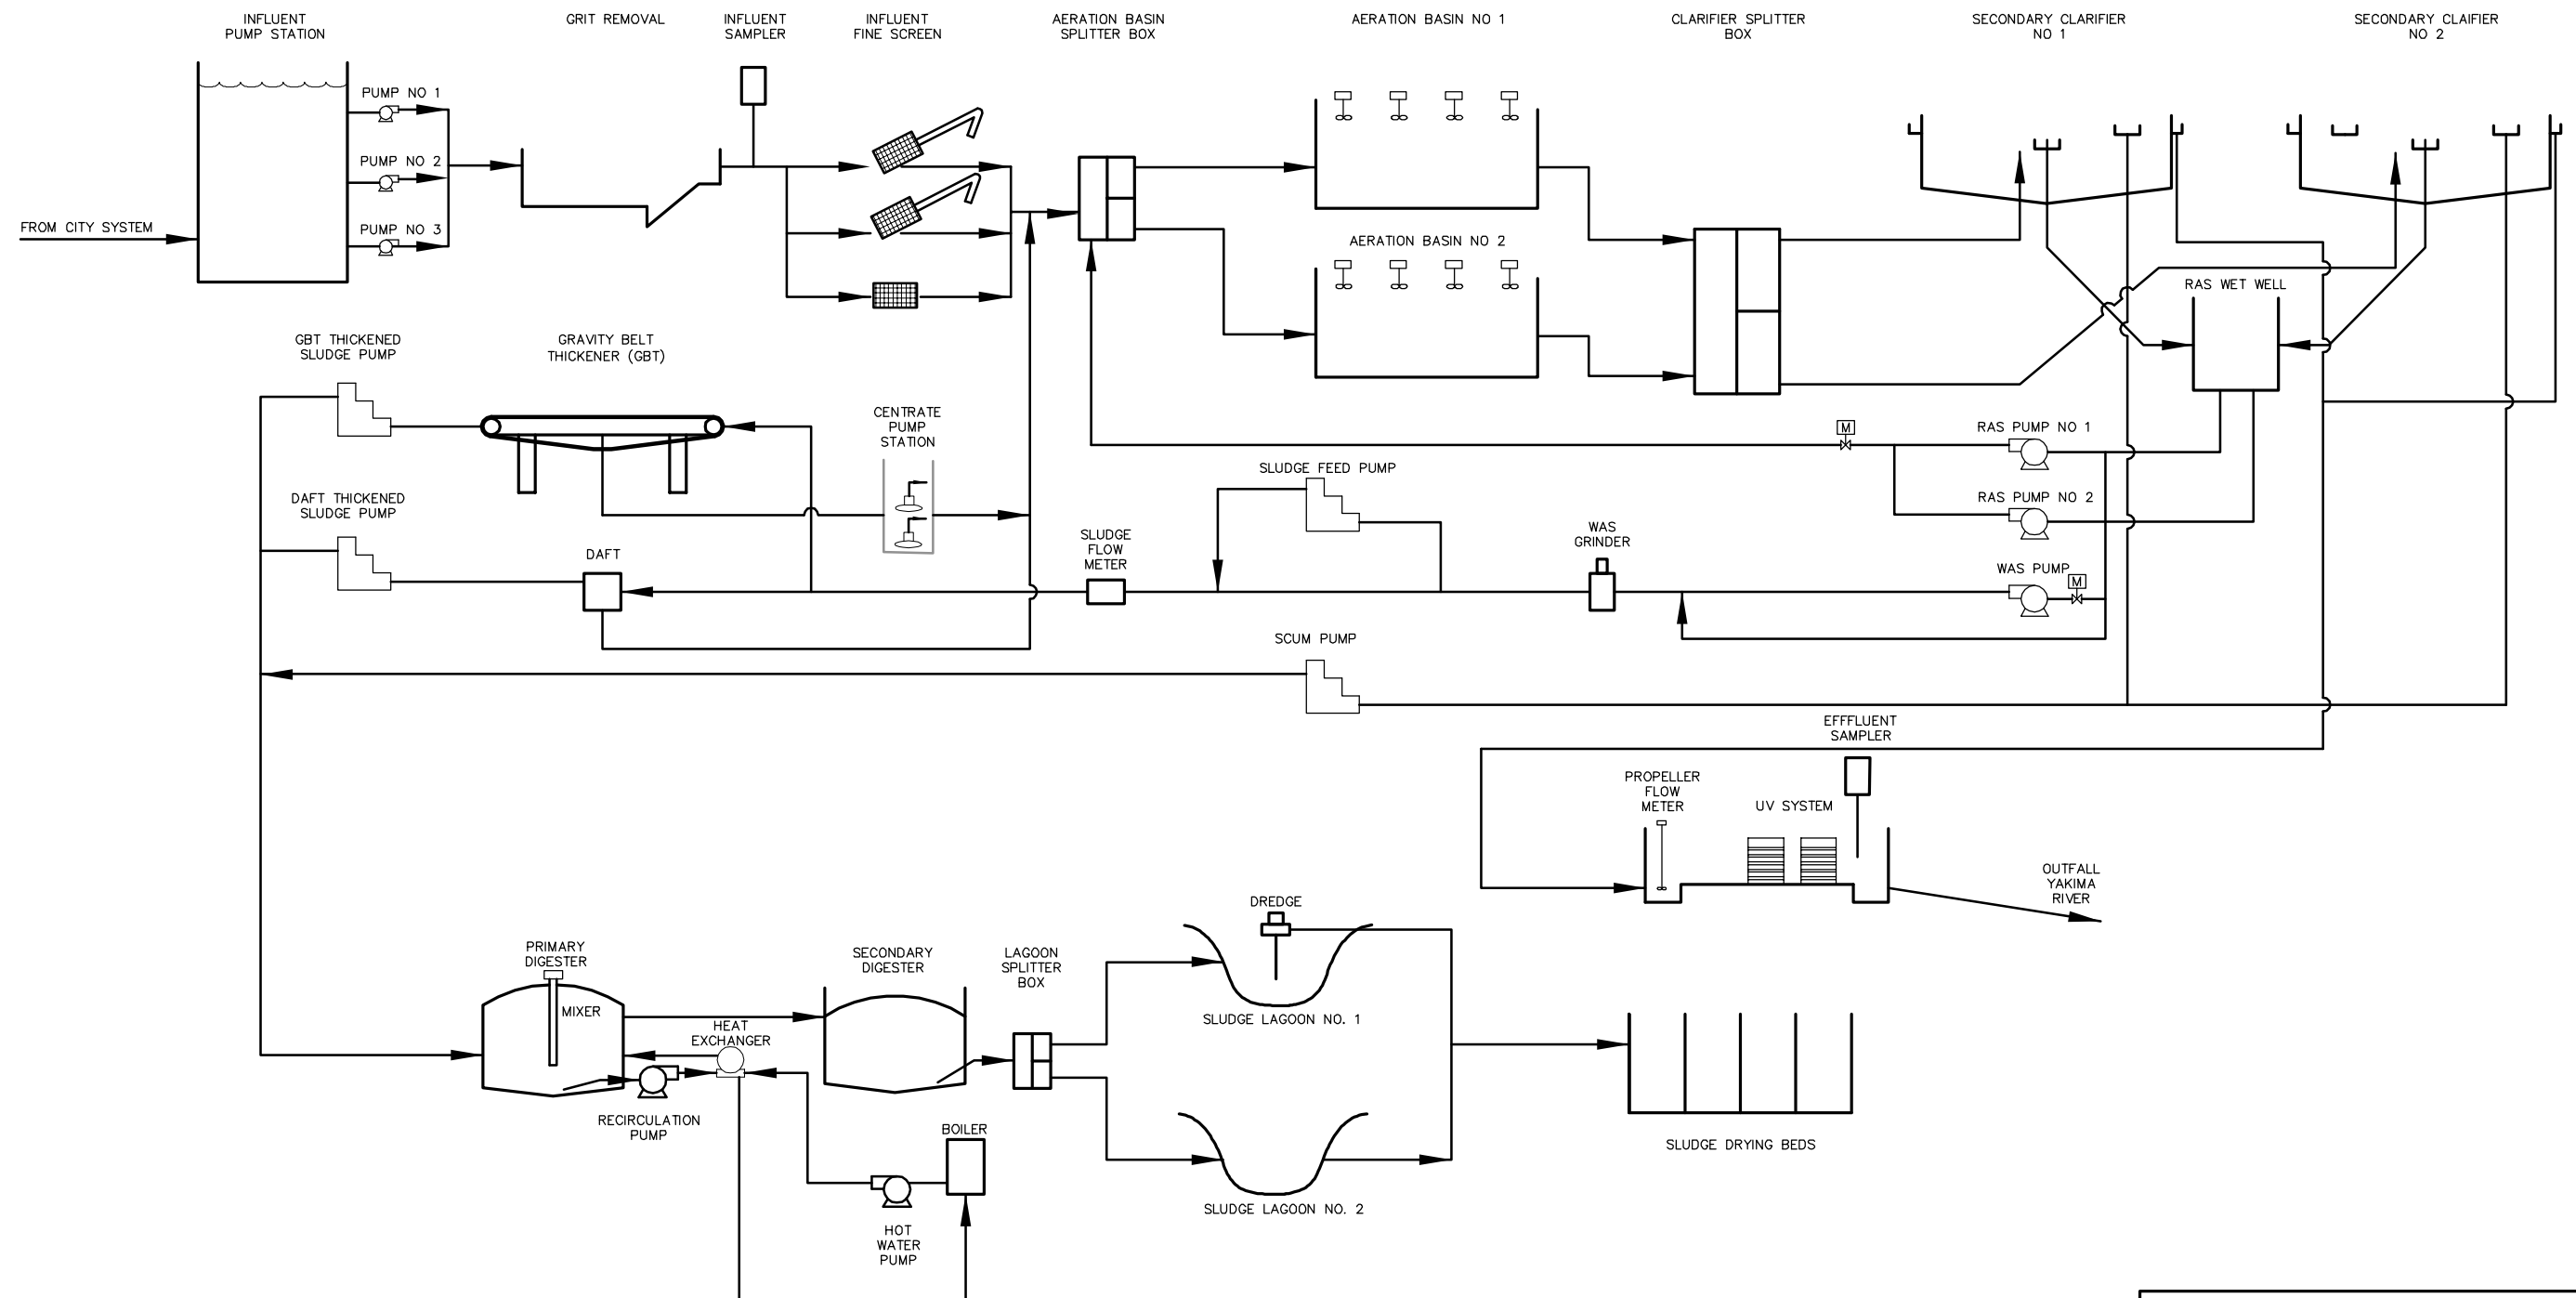 INFLUENT
PUMP STATION
GRIT REMOVAL
INFLUENT
SAMPLER
INFLUENT
FINE SCREEN
AERATION BASIN
SPLITTER BOX
AERATION BASIN NO 1
CLARIFIER SPLITTER
BOX
SECONDARY CLARIFIER
NO 1
SECONDARY CLAIFIER
NO 2
PUMP NO 1
PUMP NO 2
PUMP NO 3
FROM CITY SYSTEM
AERATION BASIN NO 2
RAS WET WELL
GBT THICKENED
SLUDGE PUMP
GRAVITY BELT
THICKENER (GBT)
CENTRATE
PUMP
STATION
M
RAS PUMP NO 1
SLUDGE FEED PUMP
DAFT THICKENED
SLUDGE PUMP
RAS PUMP NO 2
DAFT
SLUDGE
FLOW
METER
WAS
GRINDER
WAS PUMP
M
SCUM PUMP
EFFFLUENT
SAMPLER
PROPELLER
FLOW
METER
UV SYSTEM
OUTFALL
YAKIMA
RIVER
DREDGE
PRIMARY
DIGESTER
MIXER
SECONDARY
DIGESTER
LAGOON
SPLITTER
BOX
HEAT
EXCHANGER
SLUDGE LAGOON NO. 1
RECIRCULATION
PUMP
BOILER
SLUDGE DRYING BEDS
SLUDGE LAGOON NO. 2
HOT
WATER
PUMP